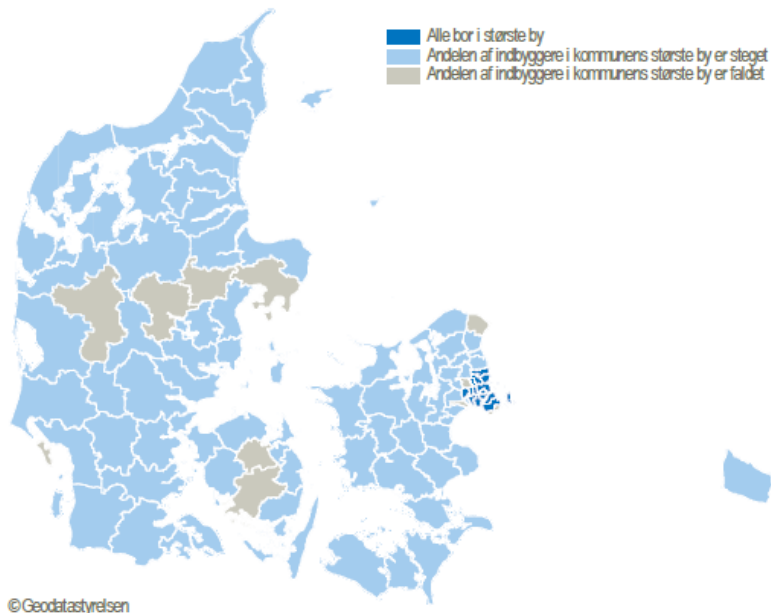 Alle bor i største by
Andelen af indbyggere i kommunens største by er steget
Andelen af indbyggere i kommunens største by er faldet
©Geodatastyrelsen